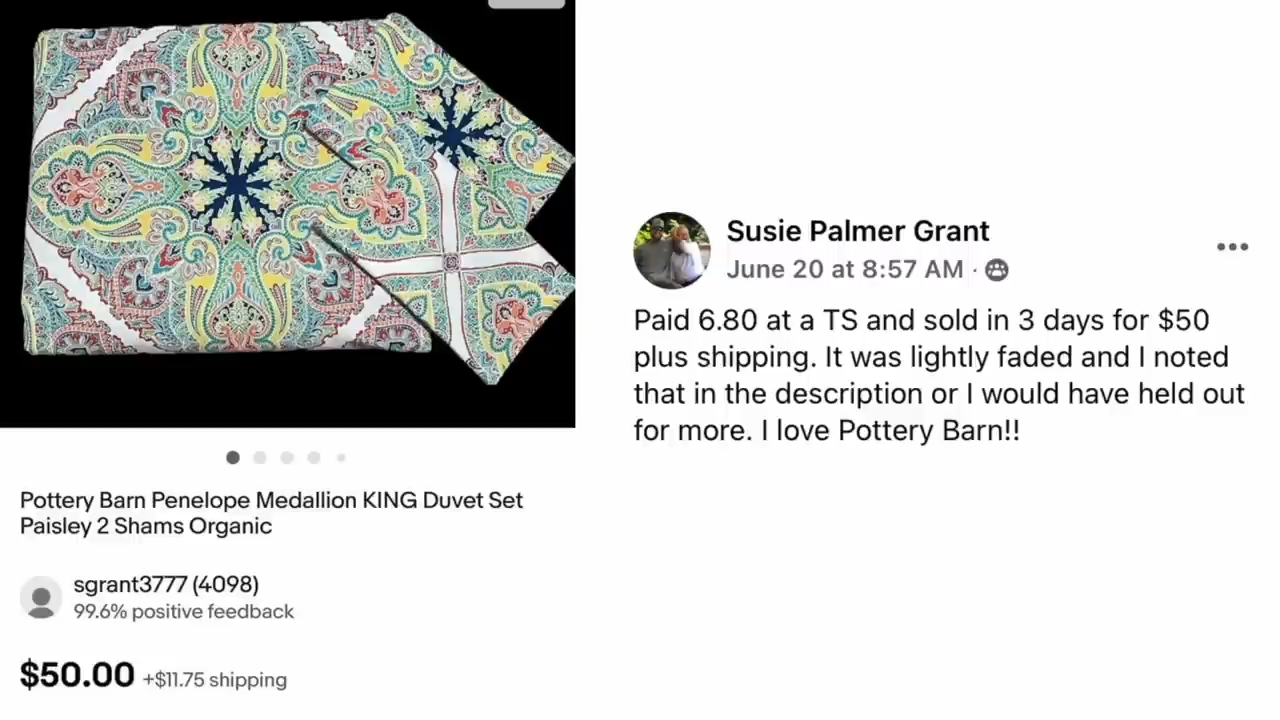 Pottery Barn Penelope Medallion KING Duvet Set
Paisley 2 Shams Organic
sgrant3777 (4098)
99.6% positive feedback
$50.00 +$11.75 shipping
Susie Palmer Grant
June 20 at 8:57 AM ·
Paid 6.80 at a TS and sold in 3 days for $50
plus shipping. It was lightly faded and I noted
that in the description or I would have held out
for more. I love Pottery Barn!!